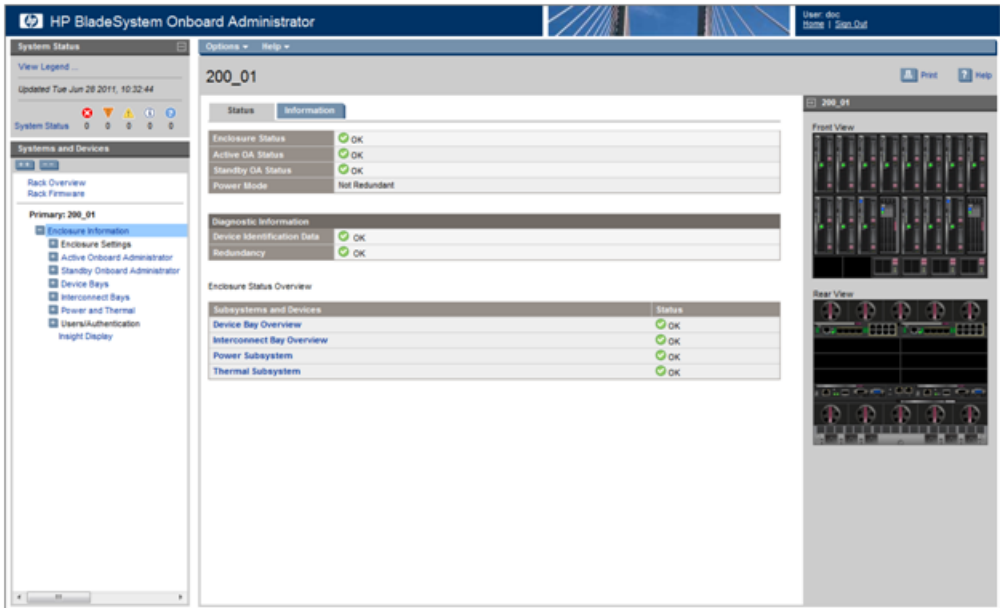 HP BladeSystem Onboard Administrator
User: doc
Home | Sign Out
System Status
View Legend ...
Updated Tue Jun 28 2011, 10:32:44
System Status 0 0 0 0 0
Systems and Devices
Rack Overview
Rack Firmware
Primary: 200_01
Enclosure Information
Enclosure Settings
Active Onboard Administrator
Standby Onboard Administrator
Device Bays
Interconnect Bays
Power and Thermal
Users/Authentication
Insight Display
Options Help
200_01
Print Help
Status Information
Enclosure Status OK
Active OA Status OK
Standby OA Status OK
Power Mode Not Redundant
Diagnostic Information
Device Identification Data OK
Redundancy OK
Enclosure Status Overview
Subsystems and Devices Status
Device Bay Overview OK
Interconnect Bay Overview OK
Power Subsystem OK
Thermal Subsystem OK
200_01
Front View
Rear View